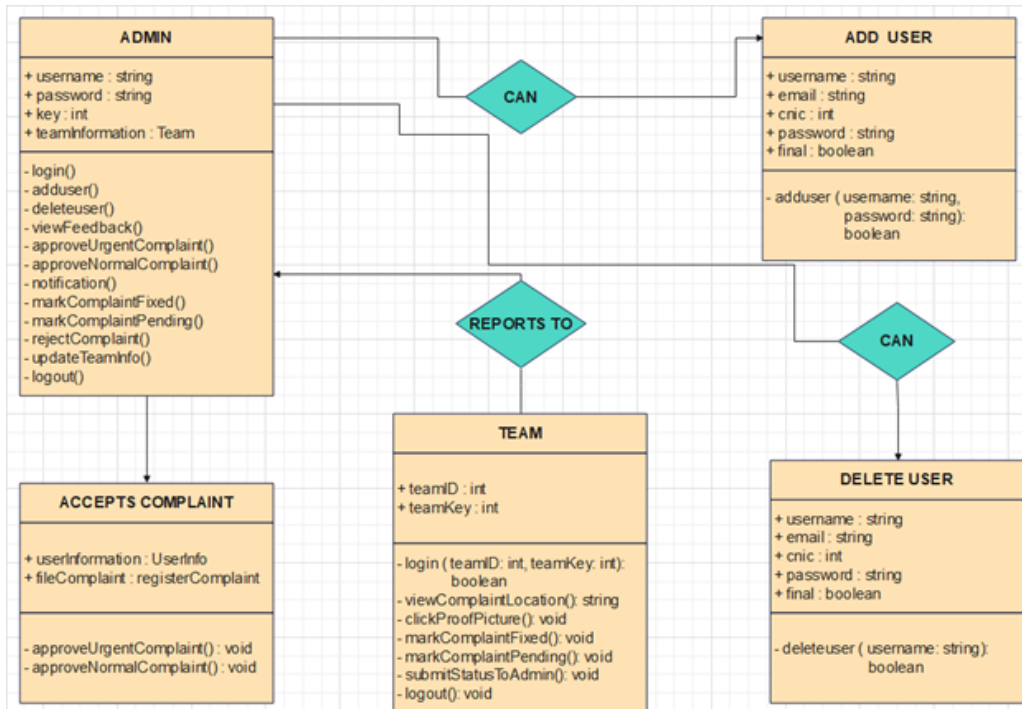 ADMIN
+ username : string
+ password : string
+ key : int
+ teamInformation : Team
- login()
- adduser()
- deleteuser()
- viewFeedback()
- approveUrgentComplaint()
- approveNormalComplaint()
- notification()
- markComplaintFixed()
- markComplaintPending()
- rejectComplaint()
- updateTeamInfo()
- logout()
CAN
ADD USER
+ username : string
+ email : string
+ cnic : int
+ password : string
+ final : boolean
- adduser ( username: string,
password: string):
boolean
REPORTS TO
CAN
ACCEPTS COMPLAINT
+ userInformation : UserInfo
+ fileComplaint : registerComplaint
- approveUrgentComplaint() : void
- approveNormalComplaint() : void
TEAM
+ teamID : int
+ teamKey : int
- login ( teamID: int, teamKey: int):
boolean
- viewComplaintLocation(): string
- clickProofPicture(): void
- markComplaintFixed(): void
- markComplaintPending(): void
- submitStatusToAdmin(): void
- logout(): void
DELETE USER
+ username : string
+ email : string
+ cnic : int
+ password : string
+ final : boolean
- deleteuser ( username: string):
boolean